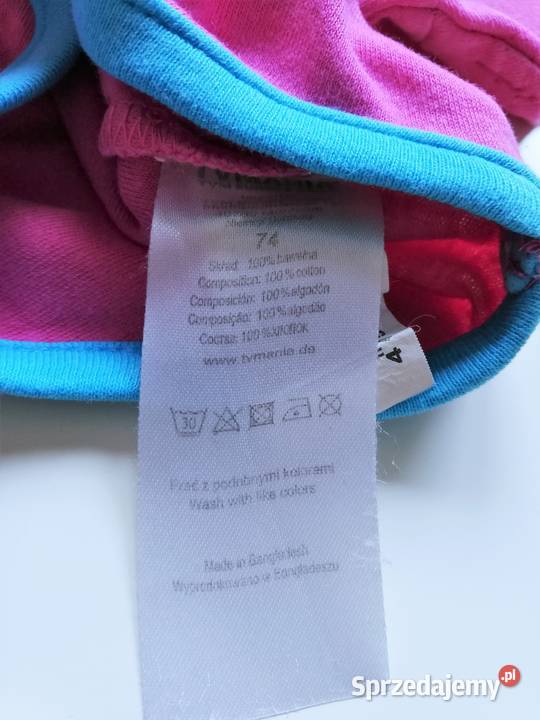 74
Skład: 100% bawełna
Composition: 100% cotton
Composición: 100% algodón
Composição: 100% algodão
Состав: 100% ХЛОПОК
www.tvmania.de
30
Prać z podobnymi kolorami
Wash with like colors
Made in Bangladesh
Wyprodukowano w Bangladeszu
4
Sprzedajemy.pl